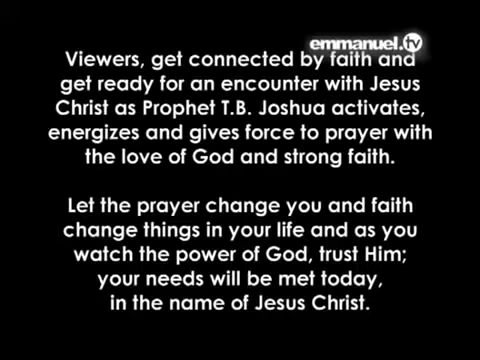 emmanuel.tv
Viewers, get connected by faith and
get ready for an encounter with Jesus
Christ as Prophet T.B. Joshua activates,
energizes and gives force to prayer with
the love of God and strong faith.
Let the prayer change you and faith
change things in your life and as you
watch the power of God, trust Him;
your needs will be met today,
in the name of Jesus Christ.